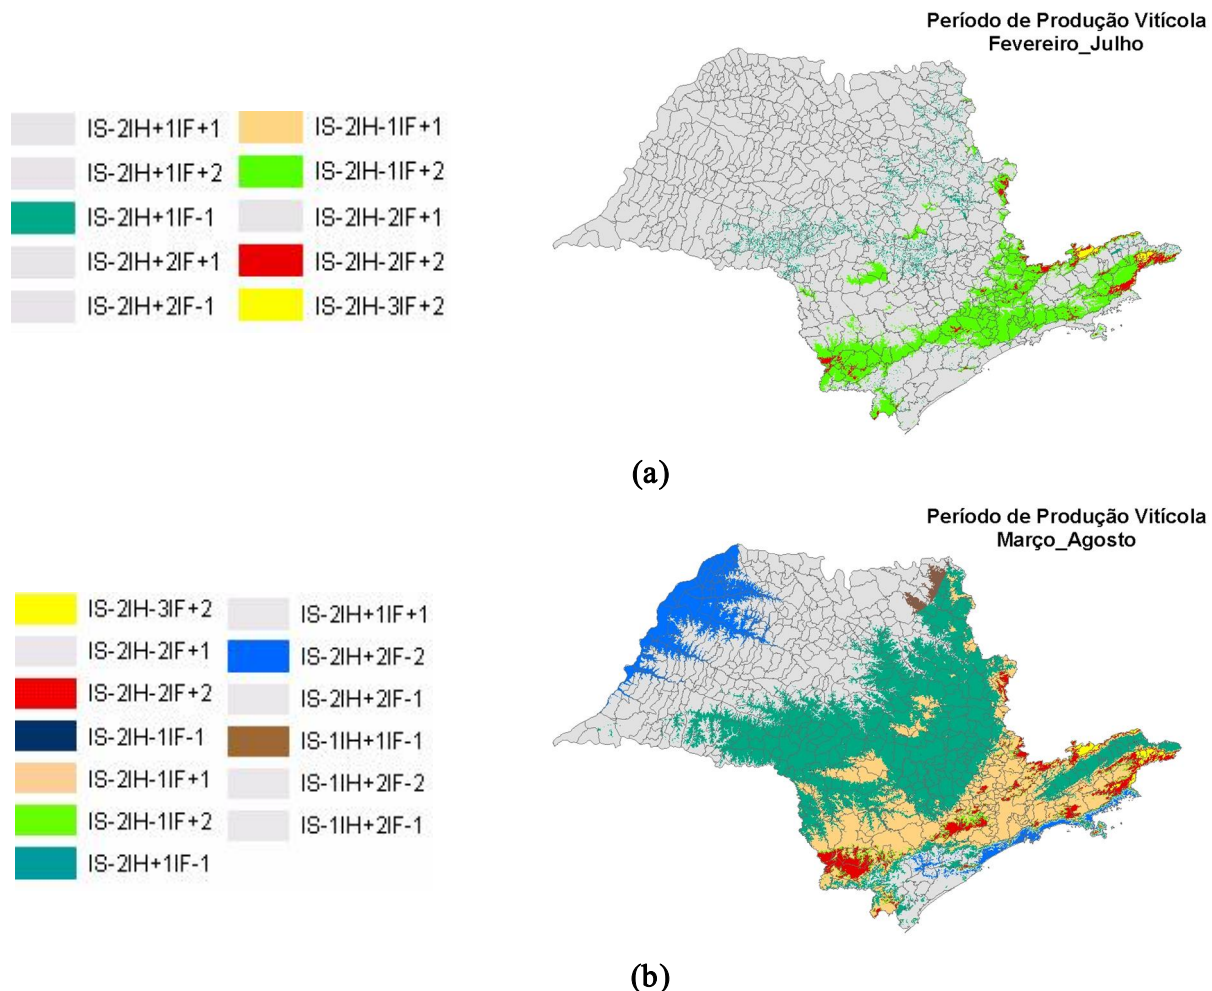 Período de Produção Vitícola
Fevereiro_Julho
IS-2IH+1IF+1
IS-2IH+1IF+2
IS-2IH+1IF-1
IS-2IH+2IF+1
IS-2IH+2IF-1
IS-2IH-1IF+1
IS-2IH-1IF+2
IS-2IH-2IF+1
IS-2IH-2IF+2
IS-2IH-3IF+2
(a)
Período de Produção Vitícola
Março_Agosto
IS-2IH-3IF+2
IS-2IH-2IF+1
IS-2IH-2IF+2
IS-2IH-1IF-1
IS-2IH-1IF+1
IS-2IH-1IF+2
IS-2IH+1IF-1
IS-2IH+1IF+1
IS-2IH+2IF-2
IS-2IH+2IF-1
IS-1IH+1IF-1
IS-1IH+2IF-2
IS-1IH+2IF-1
(b)